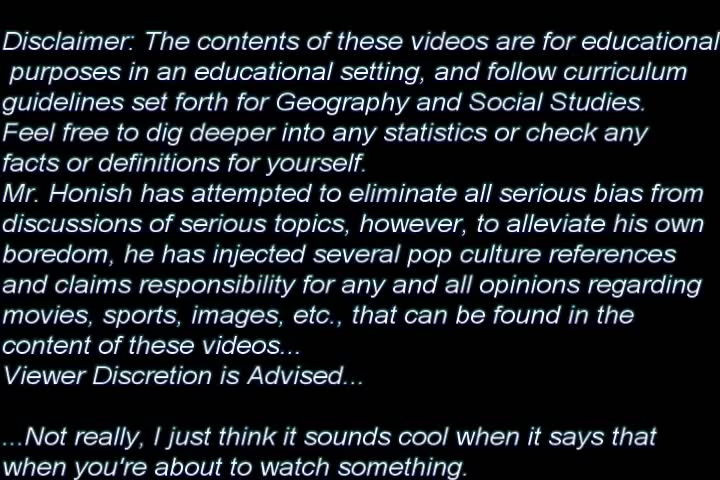 Disclaimer: The contents of these videos are for educational
purposes in an educational setting, and follow curriculum
guidelines set forth for Geography and Social Studies.
Feel free to dig deeper into any statistics or check any
facts or definitions for yourself.
Mr. Honish has attempted to eliminate all serious bias from
discussions of serious topics, however, to alleviate his own
boredom, he has injected several pop culture references
and claims responsibility for any and all opinions regarding
movies, sports, images, etc., that can be found in the
content of these videos...
Viewer Discretion is Advised...
...Not really, I just think it sounds cool when it says that
when you're about to watch something.